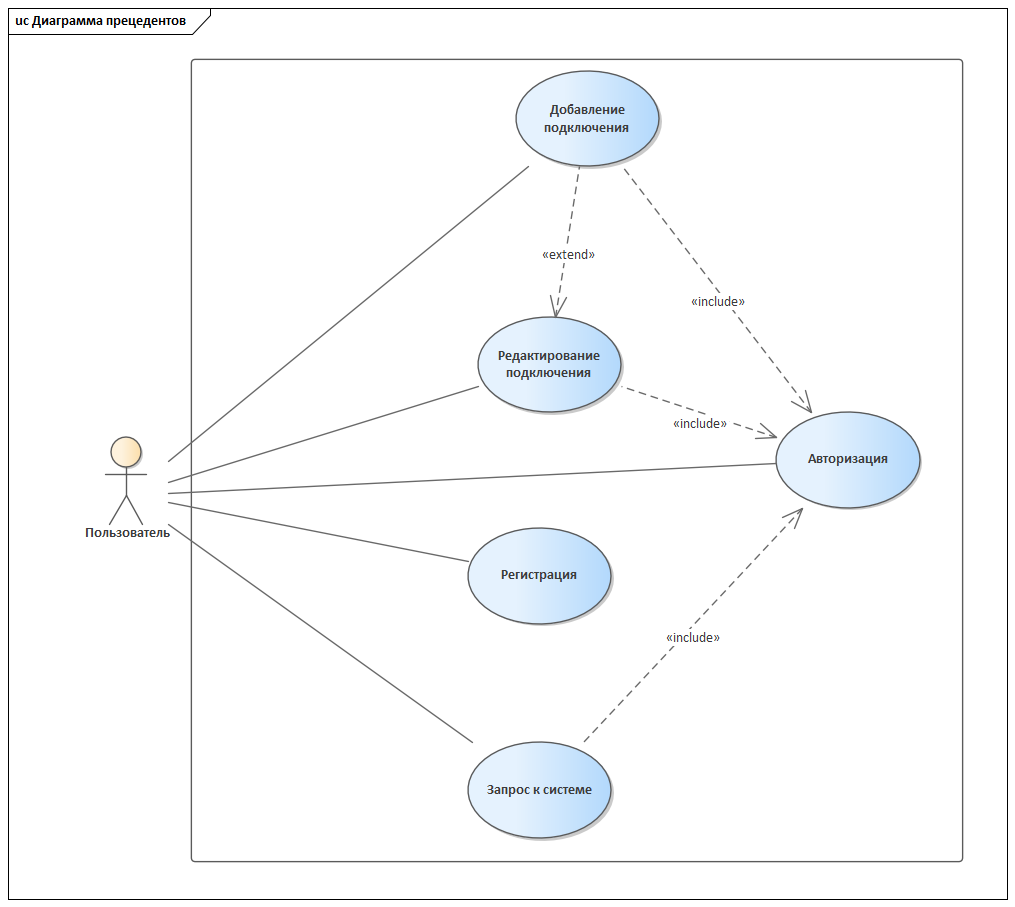 uc Диаграмма прецедентов
Добавление
подключения
«extend»
«include»
Редактирование
подключения
«include»
Авторизация
Пользователь
Регистрация
«include»
Запрос к системе